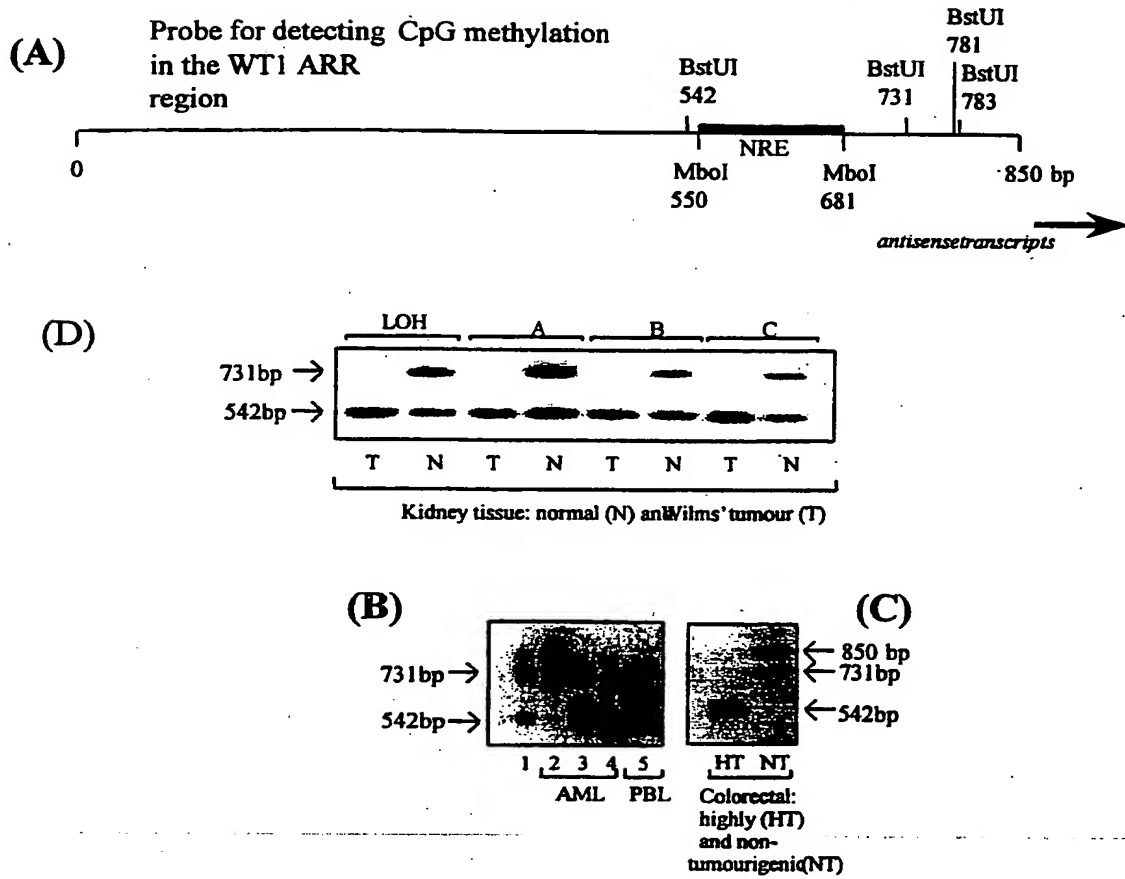 (A)
Probe for detecting CpG methylation
in the WT1 ARR
region
BstUI
542
BstUI
731
BstUI
781
BstUI
783
NRE
0
MboI
550
MboI
681
850 bp
antisensetranscripts
(D)
LOH A B C
731bp
542bp
T N T N T N T N
Kidney tissue: normal (N) andWilms' tumour (T)
(B)
731bp
542bp
1 2 3 4 5
AML PBL
(C)
850 bp
731bp
542bp
HT NT
Colorectal:
highly (HT)
and non-
tumourigenic(NT)